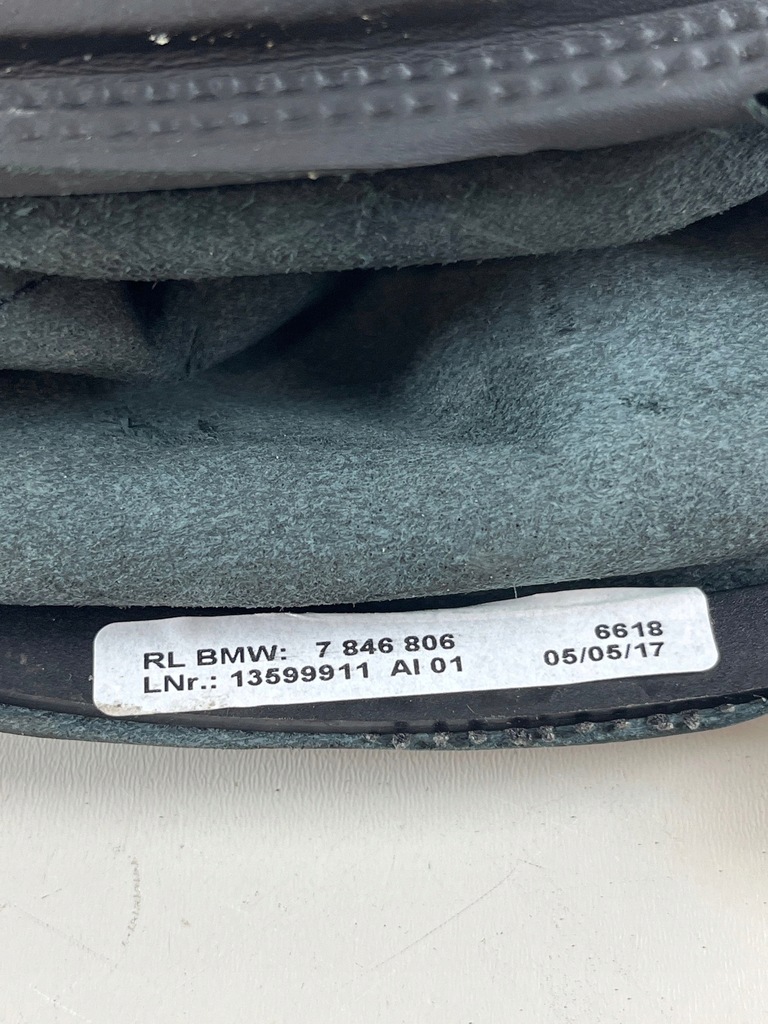 RL BMW: 7 846 806 6618
LNr.: 13599911 AI 01 05/05/17